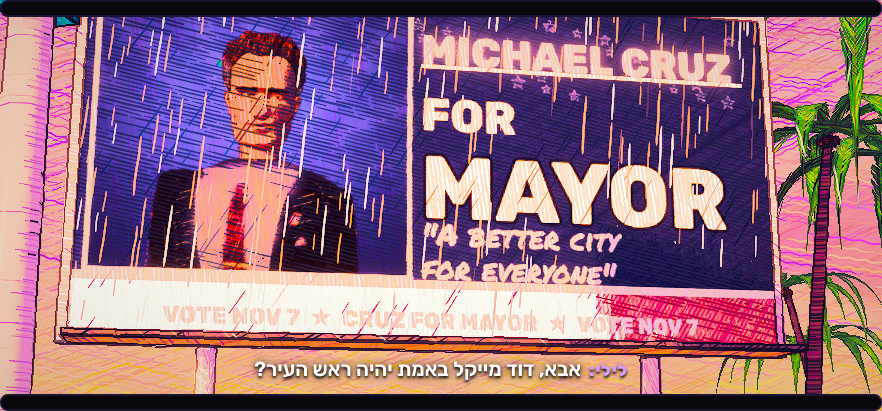 MICHAEL CRUZ
FOR
MAYOR
"A BETTER CITY
FOR EVERYONE"
VOTE NOV 7 ★ CRUZ FOR MAYOR ★ VOTE NOV 7
לילי: אבא, דוד מייקל באמת יהיה ראש העיר?